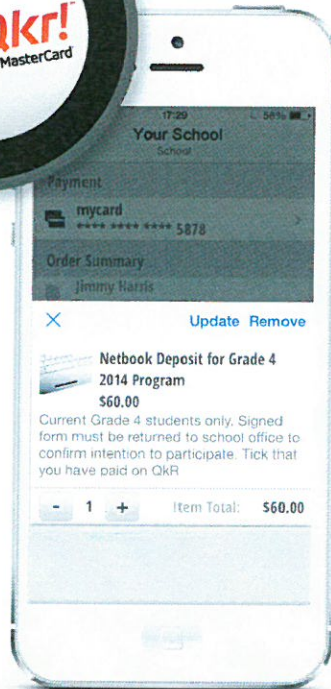 Qkr!
MasterCard
17:29 56%
Your School
School
Payment
mycard
**** **** **** 5878
Order Summary
Jimmy Harris
Update Remove
Netbook Deposit for Grade 4
2014 Program
$60.00
Current Grade 4 students only. Signed
form must be returned to school office to
confirm intention to participate. Tick that
you have paid on QkR
- 1 + Item Total: $60.00